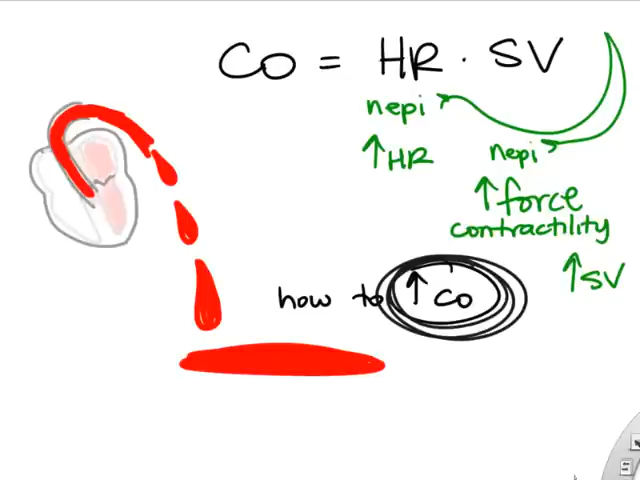 CO = HR · SV
nepi
↑HR
nepi
↑force
contractility
↑SV
how to ↑CO